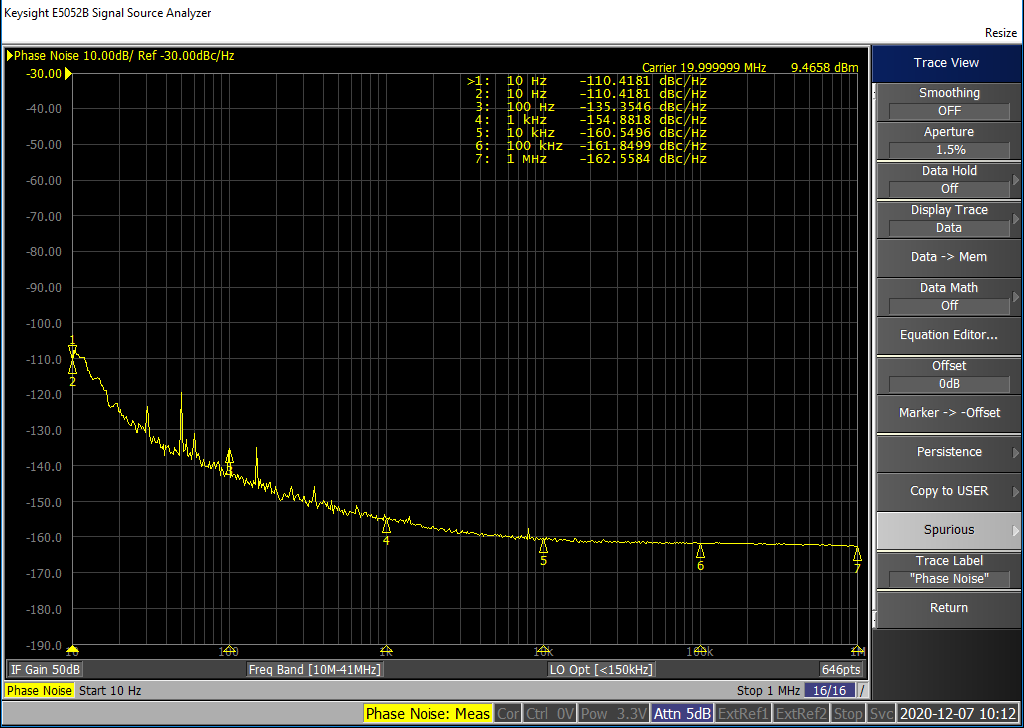 Keysight E5052B Signal Source Analyzer
Resize
Phase Noise 10.00dB/ Ref -30.00dBc/Hz
Carrier 19.999999 MHz 9.4658 dBm
>1: 10 Hz -110.4181 dBc/Hz
2: 10 Hz -110.4181 dBc/Hz
3: 100 Hz -135.3546 dBc/Hz
4: 1 kHz -154.8818 dBc/Hz
5: 10 kHz -160.5496 dBc/Hz
6: 100 kHz -161.8499 dBc/Hz
7: 1 MHz -162.5584 dBc/Hz
-30.00
-40.00
-50.00
-60.00
-70.00
-80.00
-90.00
-100.0
-110.0
-120.0
-130.0
-140.0
-150.0
-160.0
-170.0
-180.0
-190.0
1
2
3
4
5
6
7
10
100
1k
10k
100k
1M
IF Gain 50dB
Freq Band [10M-41MHz]
LO Opt [<150kHz]
646pts
Phase Noise Start 10 Hz
Stop 1 MHz 16/16 /
Phase Noise: Meas Cor Ctrl 0V Pow 3.3V Attn 5dB ExtRef1 ExtRef2 Stop Svc 2020-12-07 10:12
Trace View
Smoothing
OFF
Aperture
1.5%
Data Hold
Off
Display Trace
Data
Data -> Mem
Data Math
Off
Equation Editor...
Offset
0dB
Marker -> -Offset
Persistence
Copy to USER
Spurious
Trace Label
"Phase Noise"
Return